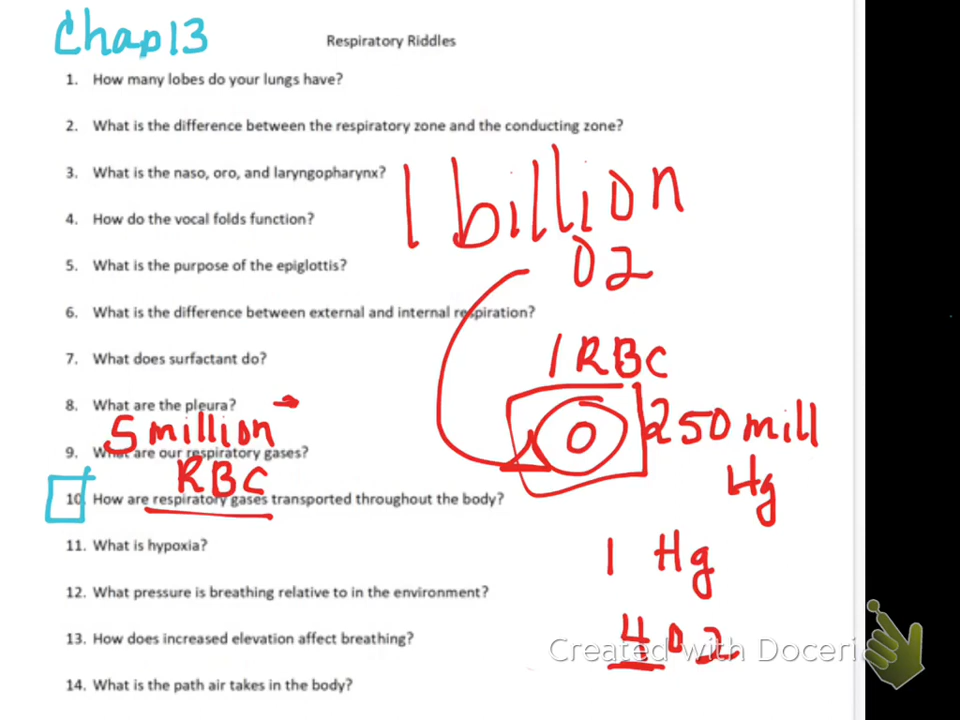 Chap 13
Respiratory Riddles
1. How many lobes do your lungs have?
2. What is the difference between the respiratory zone and the conducting zone?
3. What is the naso, oro, and laryngopharynx?
1 billion
4. How do the vocal folds function?
O2
5. What is the purpose of the epiglottis?
6. What is the difference between external and internal respiration?
1 RBC
7. What does surfactant do?
8. What are the pleura?
250 mill
Hg
5 million
RBC
9. What are our respiratory gases?
10. How are respiratory gases transported throughout the body?
11. What is hypoxia?
1 Hg
12. What pressure is breathing relative to in the environment?
13. How does increased elevation affect breathing?
4 O2
Created with Doceri
14. What is the path air takes in the body?